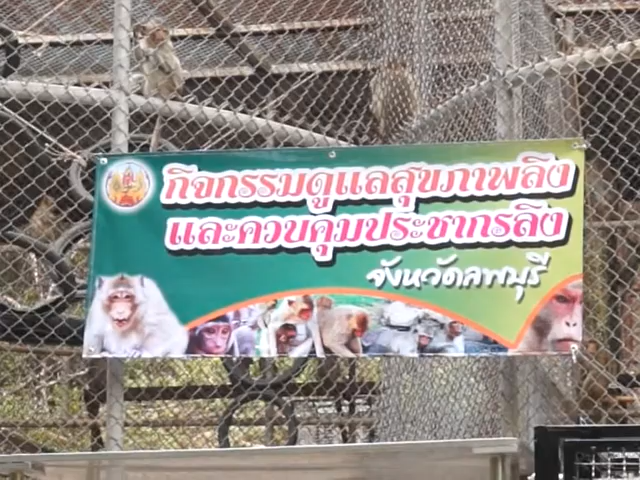 กิจกรรมดูแลสุขภาพลิง
และควบคุมประชากรลิง
จังหวัดลพบุรี